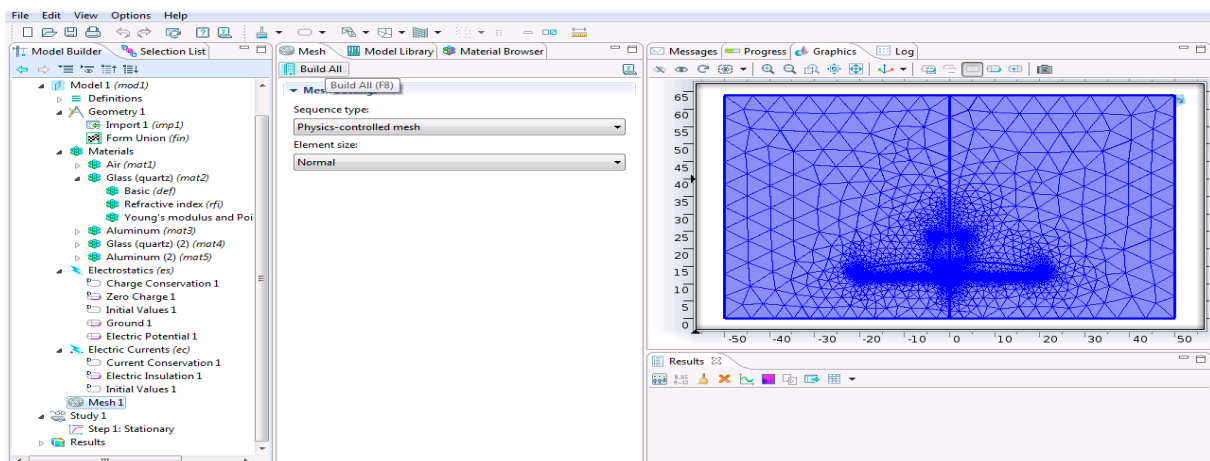 File Edit View Options Help
Model Builder Selection List
Model 1 (mod1)
Definitions
Geometry 1
Import 1 (imp1)
Form Union (fin)
Materials
Air (mat1)
Glass (quartz) (mat2)
Basic (def)
Refractive index (rfi)
Young's modulus and Poi
Aluminum (mat3)
Glass (quartz) (2) (mat4)
Aluminum (2) (mat5)
Electrostatics (es)
Charge Conservation 1
Zero Charge 1
Initial Values 1
Ground 1
Electric Potential 1
Electric Currents (ec)
Current Conservation 1
Electric Insulation 1
Initial Values 1
Mesh 1
Study 1
Step 1: Stationary
Results
Mesh Model Library Material Browser
Build All
Build All (F8)
Sequence type:
Physics-controlled mesh
Element size:
Normal
Messages Progress Graphics Log
65
60
55
50
45
40
35
30
25
20
15
10
5
0
-50 -40 -30 -20 -10 0 10 20 30 40 50
Results